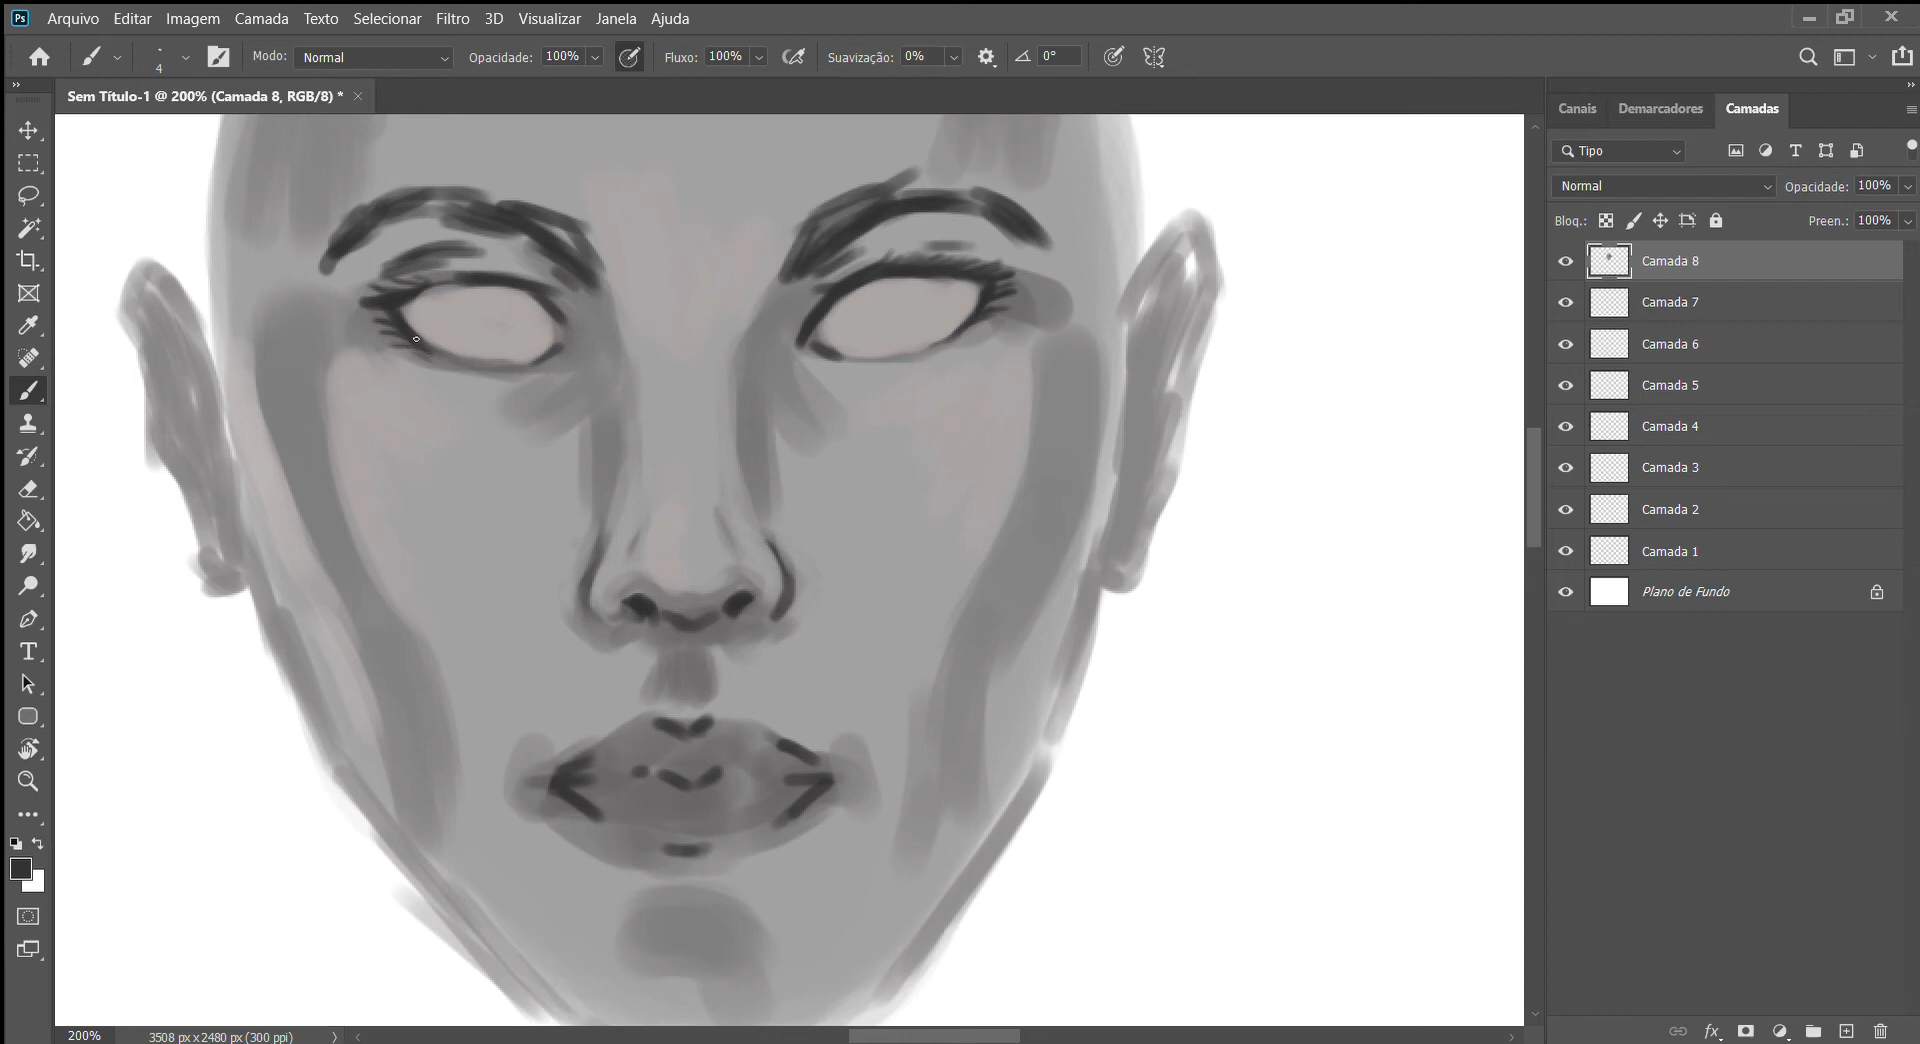 Ps Arquivo Editar Imagem Camada Texto Selecionar Filtro 3D Visualizar Janela Ajuda
4 Modo: Normal Opacidade: 100% Fluxo: 100% Suavização: 0% 0°
Sem Título-1 @ 200% (Camada 8, RGB/8) *
Canais Demarcadores Camadas
Tipo
Normal Opacidade: 100%
Bloq.: Preen.: 100%
Camada 8
Camada 7
Camada 6
Camada 5
Camada 4
Camada 3
Camada 2
Camada 1
Plano de Fundo
200% 3508 px x 2480 px (300 ppi)
fx